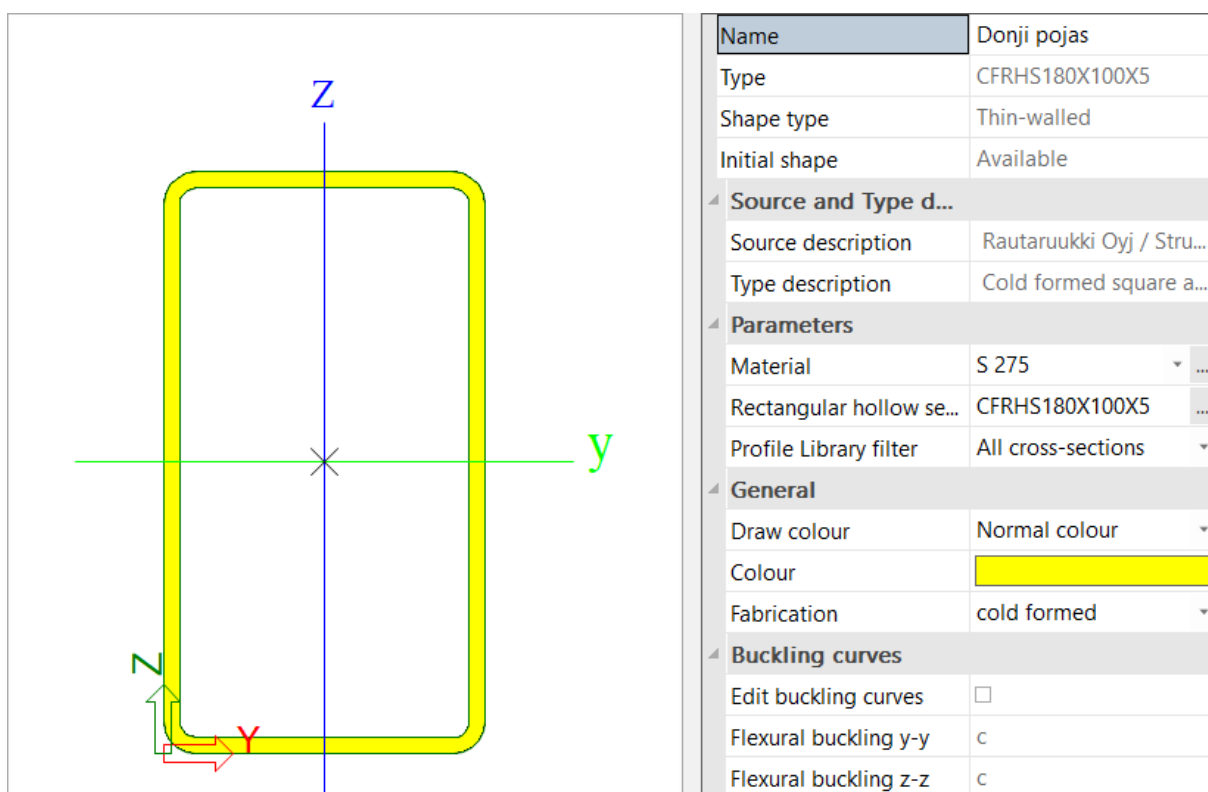 Z
y
Z
Y
Name Donji pojas
Type CFRHS180X100X5
Shape type Thin-walled
Initial shape Available
Source and Type d...
Source description Rautaruukki Oyj / Stru...
Type description Cold formed square a...
Parameters
Material S 275 ...
Rectangular hollow se... CFRHS180X100X5 ...
Profile Library filter All cross-sections
General
Draw colour Normal colour
Colour
Fabrication cold formed
Buckling curves
Edit buckling curves
Flexural buckling y-y c
Flexural buckling z-z c